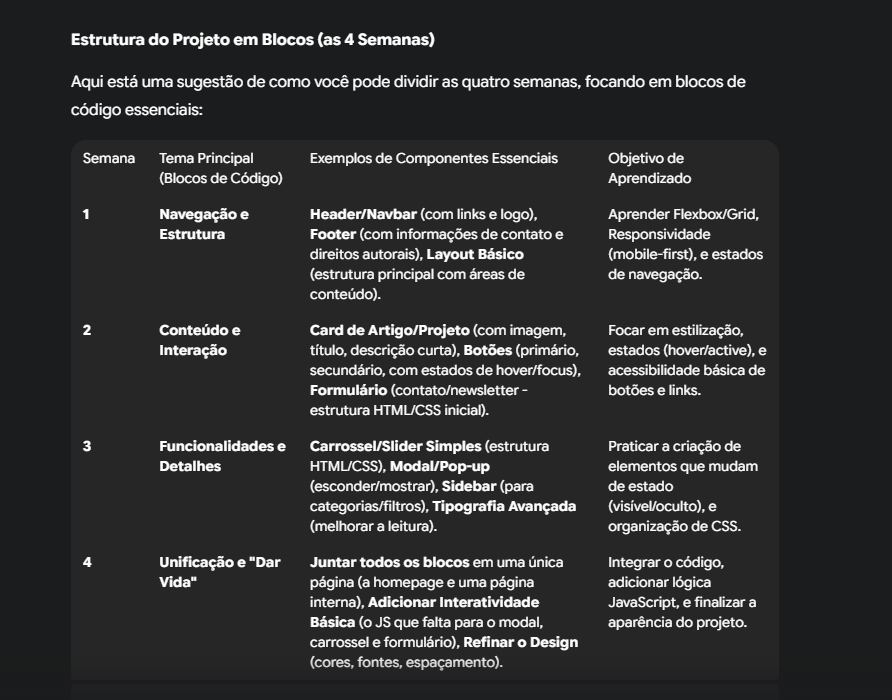 Estrutura do Projeto em Blocos (as 4 Semanas)
Aqui está uma sugestão de como você pode dividir as quatro semanas, focando em blocos de
código essenciais:
Semana
Tema Principal
(Blocos de Código)
Exemplos de Componentes Essenciais
Objetivo de
Aprendizado
1
Navegação e
Estrutura
Header/Navbar (com links e logo),
Footer (com informações de contato e
direitos autorais), Layout Básico
(estrutura principal com áreas de
conteúdo).
Aprender Flexbox/Grid,
Responsividade
(mobile-first), e estados
de navegação.
2
Conteúdo e
Interação
Card de Artigo/Projeto (com imagem,
título, descrição curta), Botões (primário,
secundário, com estados de hover/focus),
Formulário (contato/newsletter -
estrutura HTML/CSS inicial).
Focar em estilização,
estados (hover/active), e
acessibilidade básica de
botões e links.
3
Funcionalidades e
Detalhes
Carrossel/Slider Simples (estrutura
HTML/CSS), Modal/Pop-up
(esconder/mostrar), Sidebar (para
categorias/filtros), Tipografia Avançada
(melhorar a leitura).
Praticar a criação de
elementos que mudam
de estado
(visível/oculto), e
organização de CSS.
4
Unificação e "Dar
Vida"
Juntar todos os blocos em uma única
página (a homepage e uma página
interna), Adicionar Interatividade
Básica (o JS que falta para o modal,
carrossel e formulário), Refinar o Design
(cores, fontes, espaçamento).
Integrar o código,
adicionar lógica
JavaScript, e finalizar a
aparência do projeto.